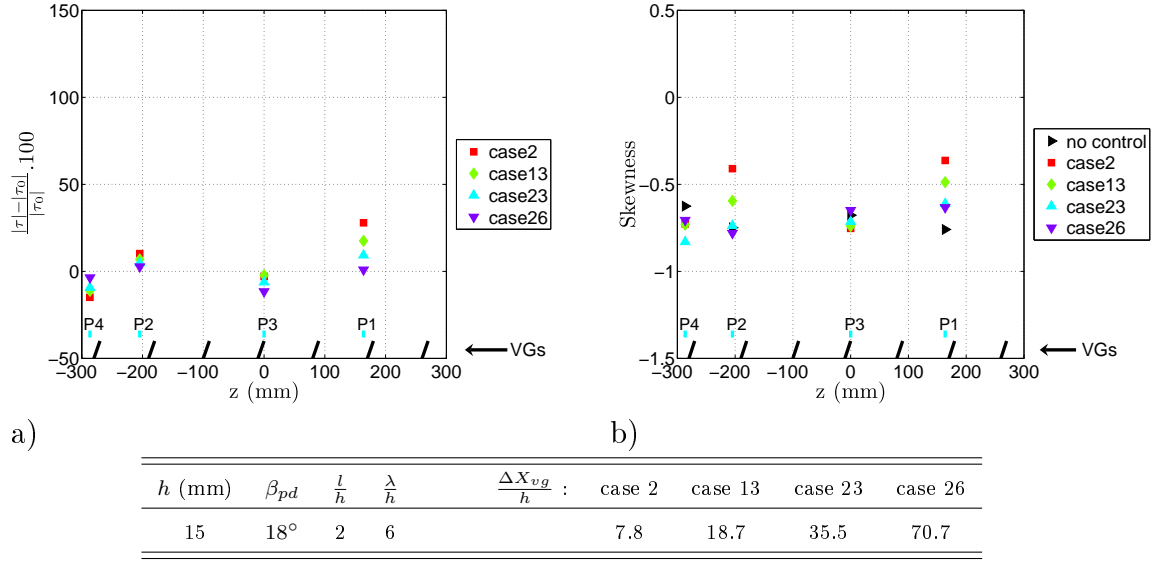 150
100
50
0
−50
−300
−200
−100
0
100
200
300
z (mm)
|τ|−|τ₀| / |τ₀| .100
P4
P2
P3
P1
VGs
case2
case13
case23
case26
a)
0.5
0
−0.5
−1
−1.5
−300
−200
−100
0
100
200
300
z (mm)
Skewness
P4
P2
P3
P1
VGs
no control
case2
case13
case23
case26
b)
h (mm) β_pd l/h λ/h ΔX_vg/h : case 2 case 13 case 23 case 26
15 18° 2 6 7.8 18.7 35.5 70.7